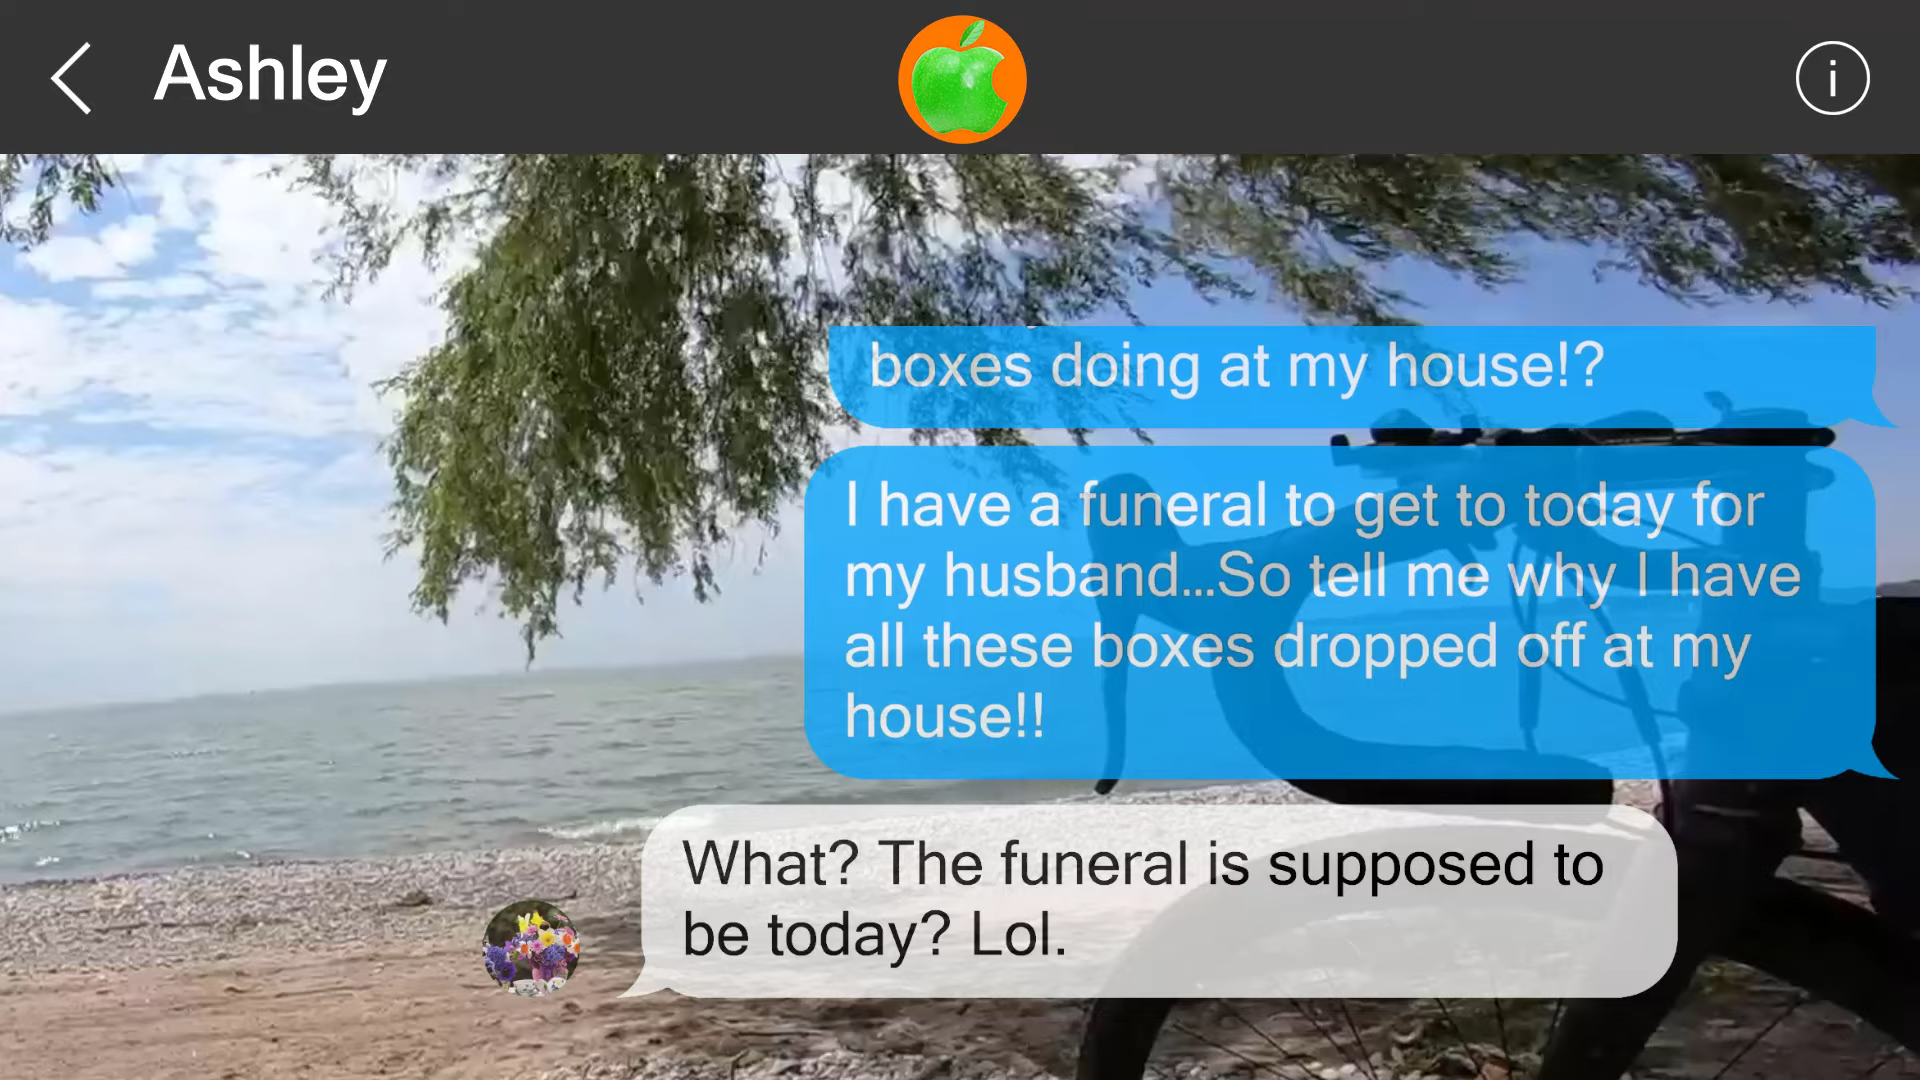 Ashley
boxes doing at my house!?
I have a funeral to get to today for
my husband...So tell me why I have
all these boxes dropped off at my
house!!
What? The funeral is supposed to
be today? Lol.